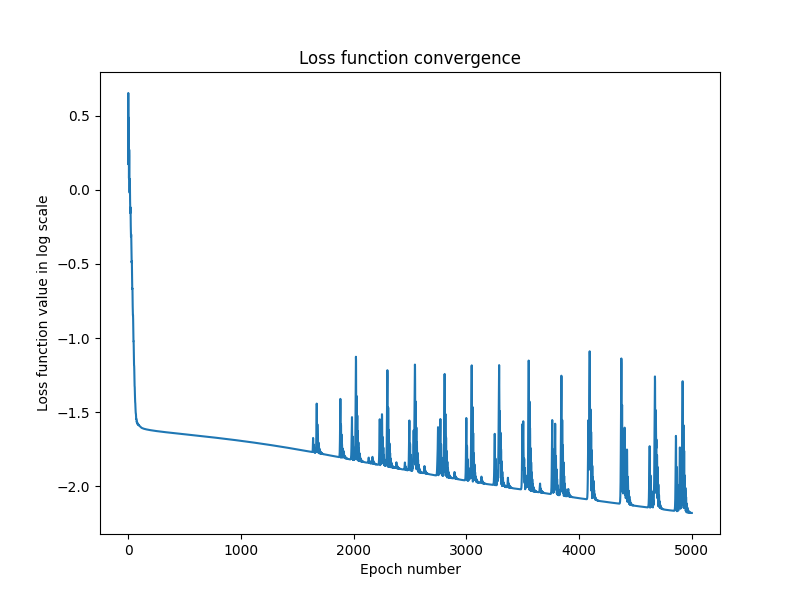 Loss function convergence
Loss function value in log scale
0.5
0.0
−0.5
−1.0
−1.5
−2.0
0 1000 2000 3000 4000 5000
Epoch number